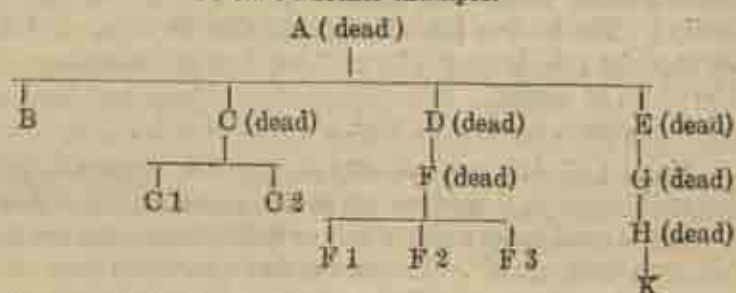 A ( dead )
B C (dead) D (dead) E (dead)
F (dead) G (dead)
C 1 C 2
H (dead)
F 1 F 2 F 3
K